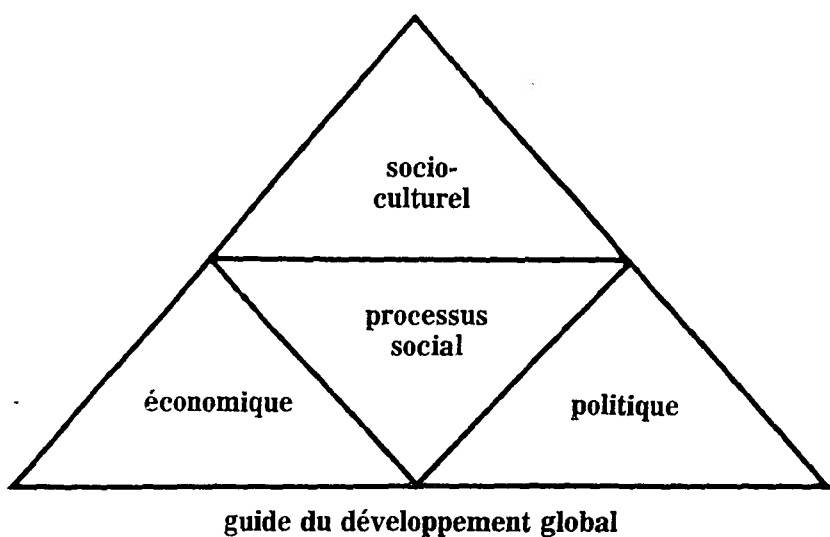 socio-
culturel
processus
social
économique
politique
guide du développement global